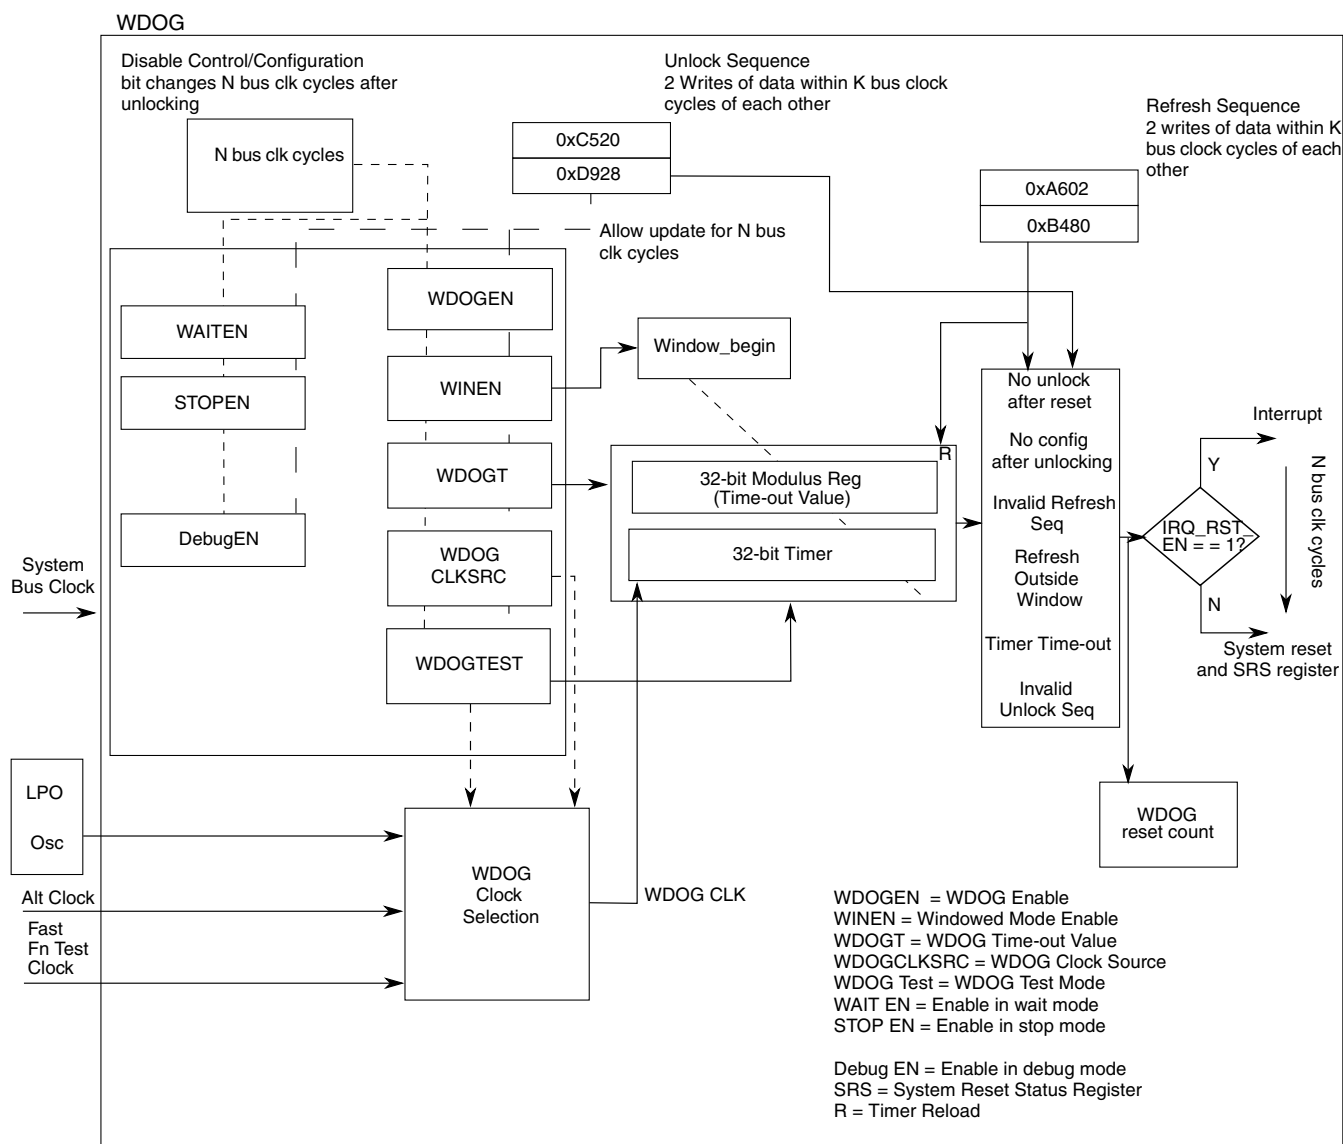 WDOG
Disable Control/Configuration
bit changes N bus clk cycles after
unlocking
Unlock Sequence
2 Writes of data within K bus clock
cycles of each other
Refresh Sequence
2 writes of data within K
bus clock cycles of each
other
N bus clk cycles
0xC520
0xD928
0xA602
0xB480
Allow update for N bus
clk cycles
WDOGEN
WAITEN
WINEN
STOPEN
WDOGT
DebugEN
WDOG
CLKSRC
WDOGTEST
Window_begin
R
32-bit Modulus Reg
(Time-out Value)
32-bit Timer
No unlock
after reset
No config
after unlocking
Invalid Refresh
Seq
Refresh
Outside
Window
Timer Time-out
Invalid
Unlock Seq
Interrupt
Y
IRQ_RST_
EN = = 1?
N
N bus clk cycles
System reset
and SRS register
System
Bus Clock
LPO
Osc
Alt Clock
Fast
Fn Test
Clock
WDOG
Clock
Selection
WDOG CLK
WDOG
reset count
WDOGEN = WDOG Enable
WINEN = Windowed Mode Enable
WDOGT = WDOG Time-out Value
WDOGCLKSRC = WDOG Clock Source
WDOG Test = WDOG Test Mode
WAIT EN = Enable in wait mode
STOP EN = Enable in stop mode
Debug EN = Enable in debug mode
SRS = System Reset Status Register
R = Timer Reload